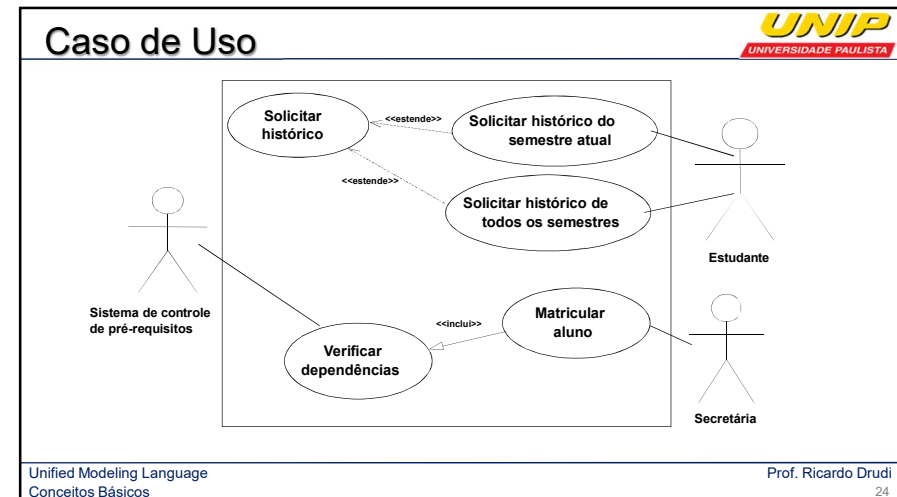 Caso de Uso
UNIP
UNIVERSIDADE PAULISTA
Solicitar
histórico
<<estende>>
Solicitar histórico do
semestre atual
<<estende>>
Solicitar histórico de
todos os semestres
Estudante
Sistema de controle
de pré-requisitos
<<inclui>>
Matricular
aluno
Verificar
dependências
Secretária
Unified Modeling Language
Conceitos Básicos
Prof. Ricardo Drudi
24